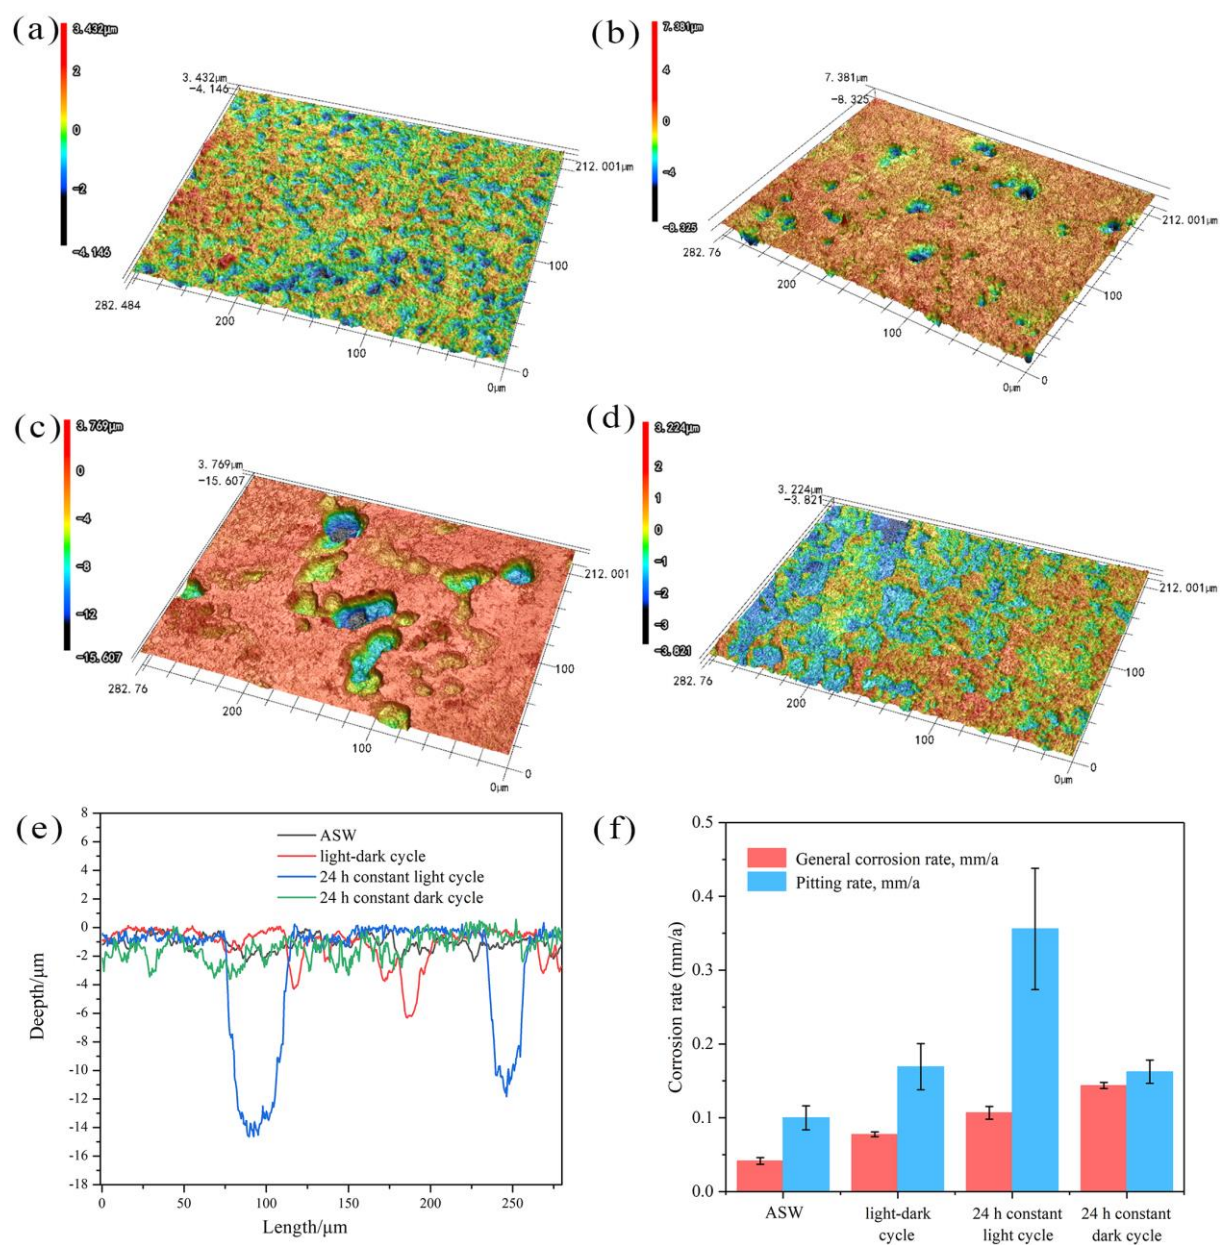 (a)
3.432μm
2
0
-2
-4.146
3.432μm
-4.146
212.001μm
100
0
282.484
200
100
0μm
(b)
7.381μm
4
0
-4
-8.325
7.381μm
-8.325
212.001μm
100
0
282.76
200
100
0μm
(c)
3.769μm
0
-4
-8
-12
-15.607
3.769μm
-15.607
212.001
100
0
282.76
200
100
0μm
(d)
3.224μm
2
1
0
-1
-2
-3
-3.821
3.224μm
-3.821
212.001μm
100
0
282.76
200
100
0μm
(e)
8
6
4
2
0
-2
-4
-6
-8
-10
-12
-14
-16
-18
Deepth/μm
ASW
light-dark cycle
24 h constant light cycle
24 h constant dark cycle
0 50 100 150 200 250
Length/μm
(f)
0.5
0.4
0.3
0.2
0.1
0.0
Corrosion rate (mm/a)
General corrosion rate, mm/a
Pitting rate, mm/a
ASW
light-dark
cycle
24 h constant
light cycle
24 h constant
dark cycle